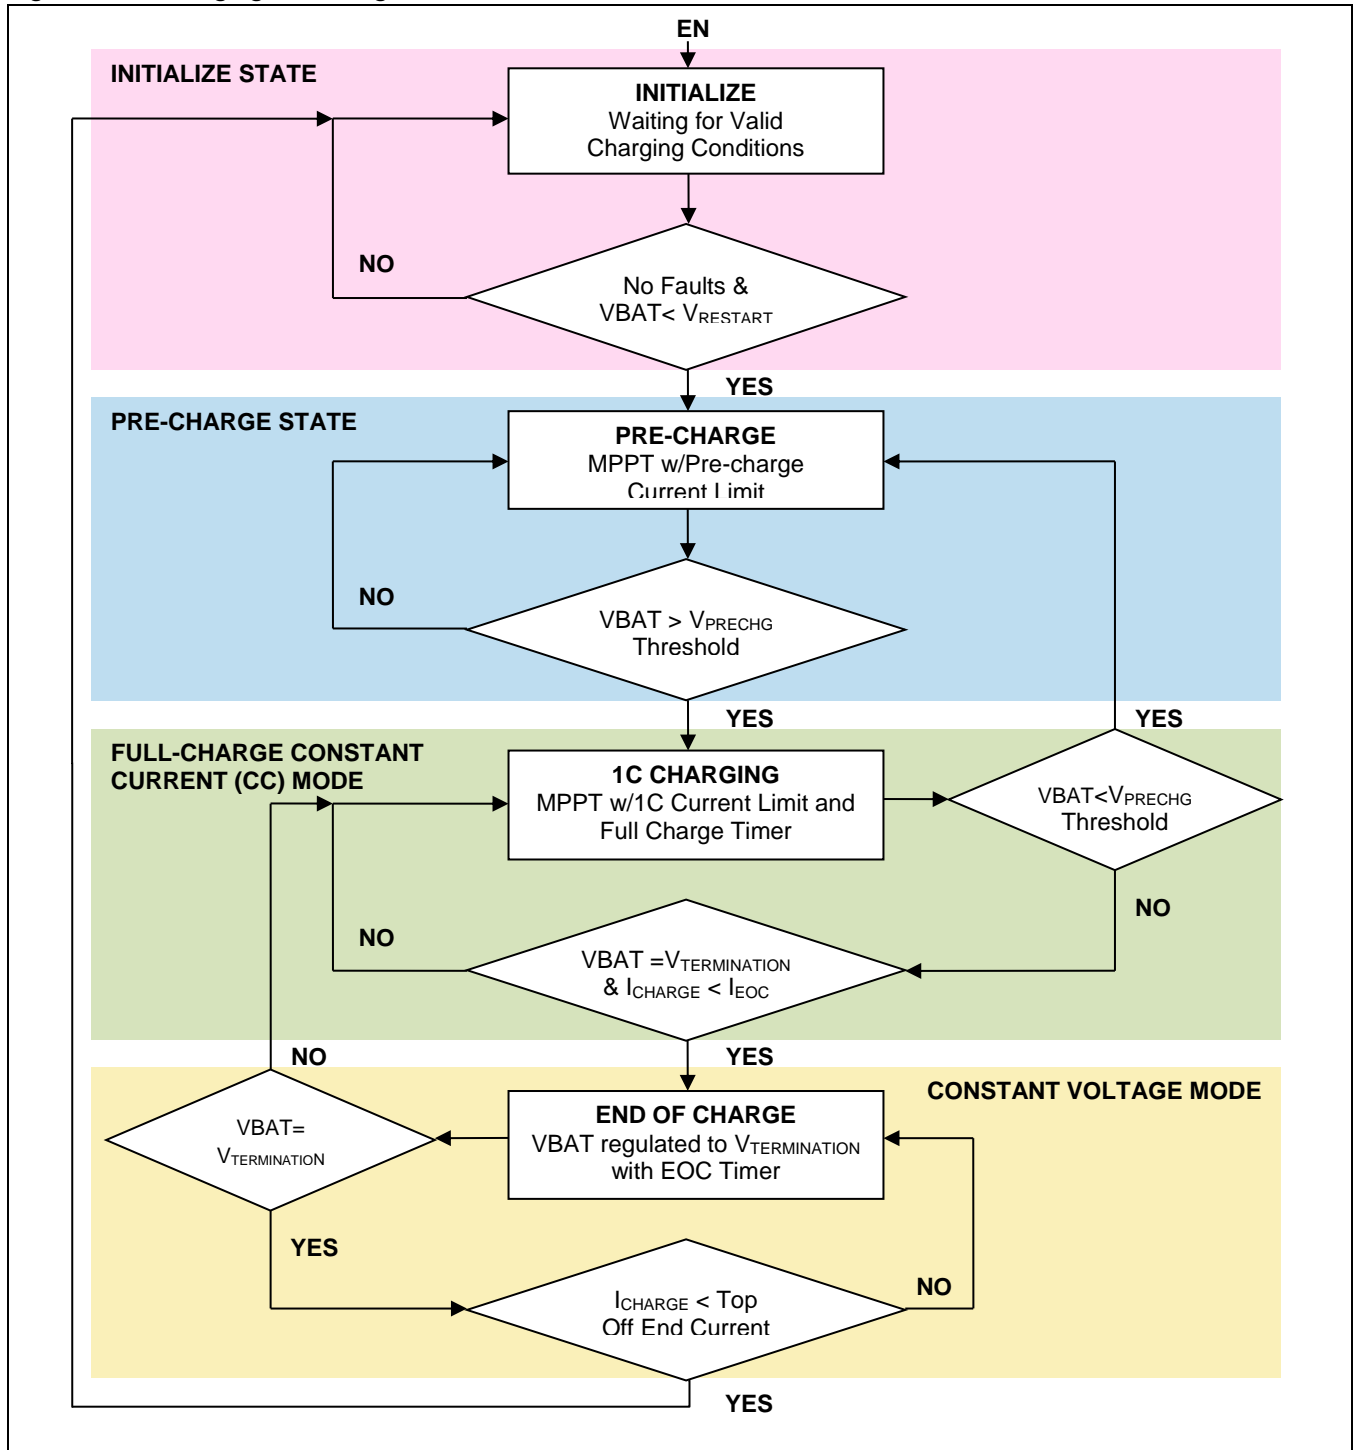 EN
INITIALIZE STATE
INITIALIZE
Waiting for Valid
Charging Conditions
NO
No Faults &
VBAT< VRESTART
YES
PRE-CHARGE STATE
PRE-CHARGE
MPPT w/Pre-charge
Current Limit
NO
VBAT > VPRECHG
Threshold
YES
YES
FULL-CHARGE CONSTANT
CURRENT (CC) MODE
1C CHARGING
MPPT w/1C Current Limit and
Full Charge Timer
VBAT<VPRECHG
Threshold
NO
NO
VBAT =VTERMINATION
& ICHARGE < IEOC
NO
YES
CONSTANT VOLTAGE MODE
END OF CHARGE
VBAT regulated to VTERMINATION
with EOC Timer
VBAT=
VTERMINATION
YES
NO
ICHARGE < Top
Off End Current
YES